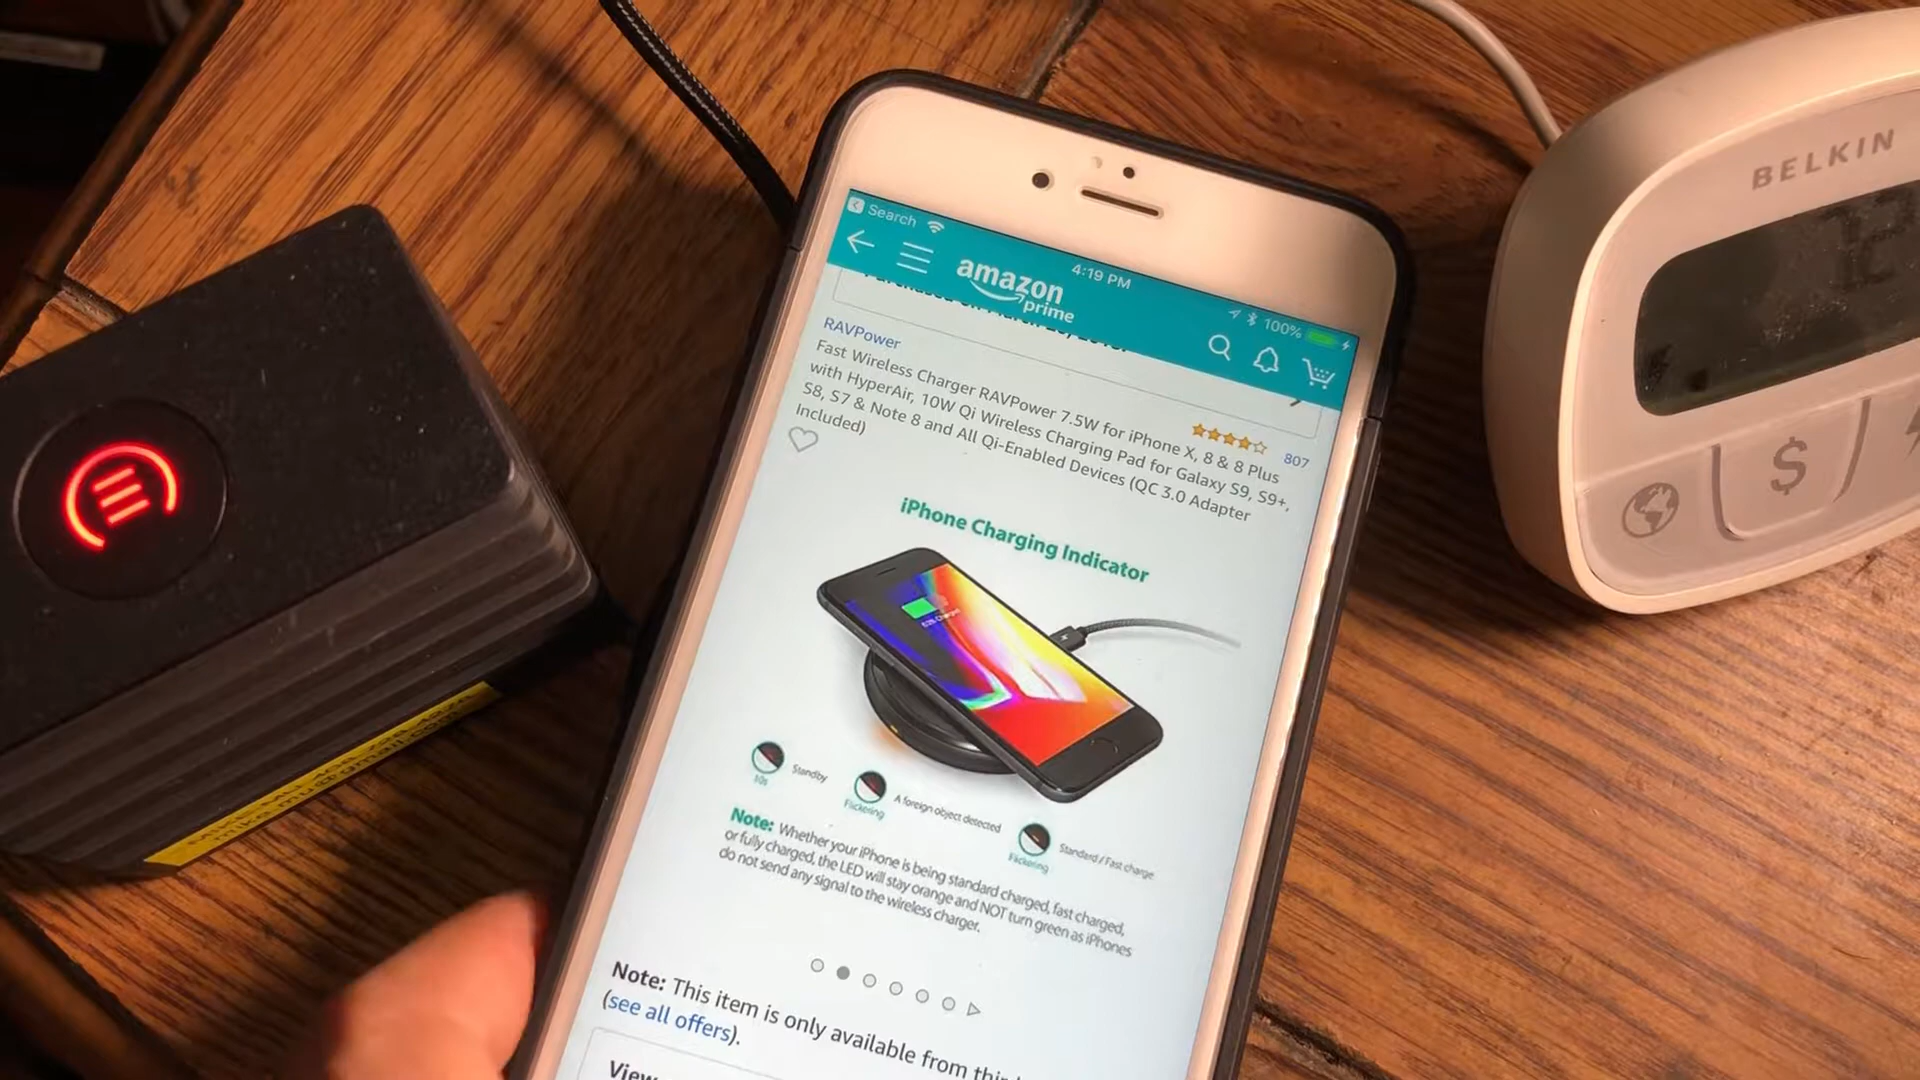 BELKIN
$
Search
4:19 PM
100%
amazon
prime
RAVPower
807
Fast Wireless Charger RAVPower 7.5W for iPhone X, 8 & 8 Plus
with HyperAir, 10W Qi Wireless Charging Pad for Galaxy S9, S9+,
S8, S7 & Note 8 and All Qi-Enabled Devices (QC 3.0 Adapter
Included)
iPhone Charging Indicator
Standby
Flickering
A foreign object detected
Flickering
Standard / Fast charge
Note: Whether your iPhone is being standard charged, fast charged,
or fully charged, the LED will stay orange and NOT turn green as iPhones
do not send any signal to the wireless charger.
Note: This item is only available from
(see all offers).
View